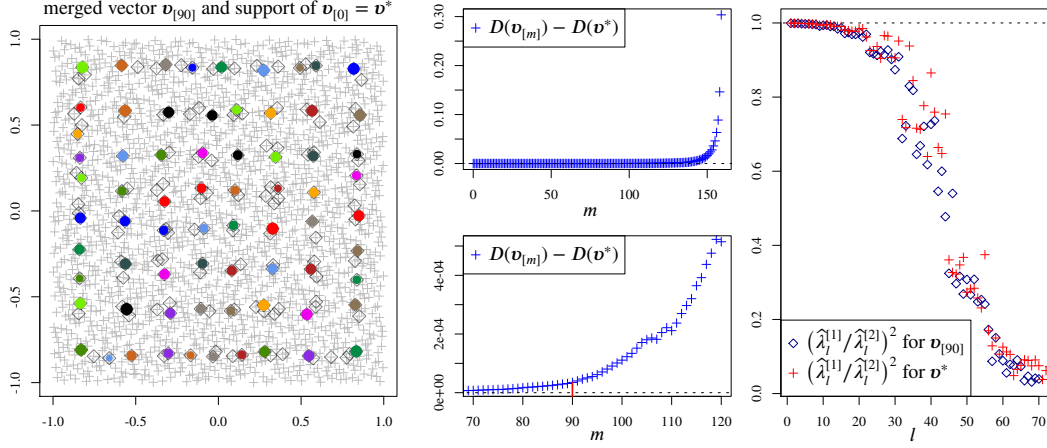 merged vector 𝝊[90] and support of 𝝊[0] = 𝝊*
1.0
0.5
0.0
-0.5
-1.0
-1.0 -0.5 0.0 0.5 1.0
D(𝝊[m]) − D(𝝊*)
0.30
0.20
0.10
0.00
0 50 100 150
m
D(𝝊[m]) − D(𝝊*)
4e-04
2e-04
0e+00
70 80 90 100 110 120
m
1.0
0.8
0.6
0.4
0.2
0.0
(λ̂l[1]/λ̂l[2])2 for 𝝊[90]
(λ̂l[1]/λ̂l[2])2 for 𝝊*
0 10 20 30 40 50 60 70
l